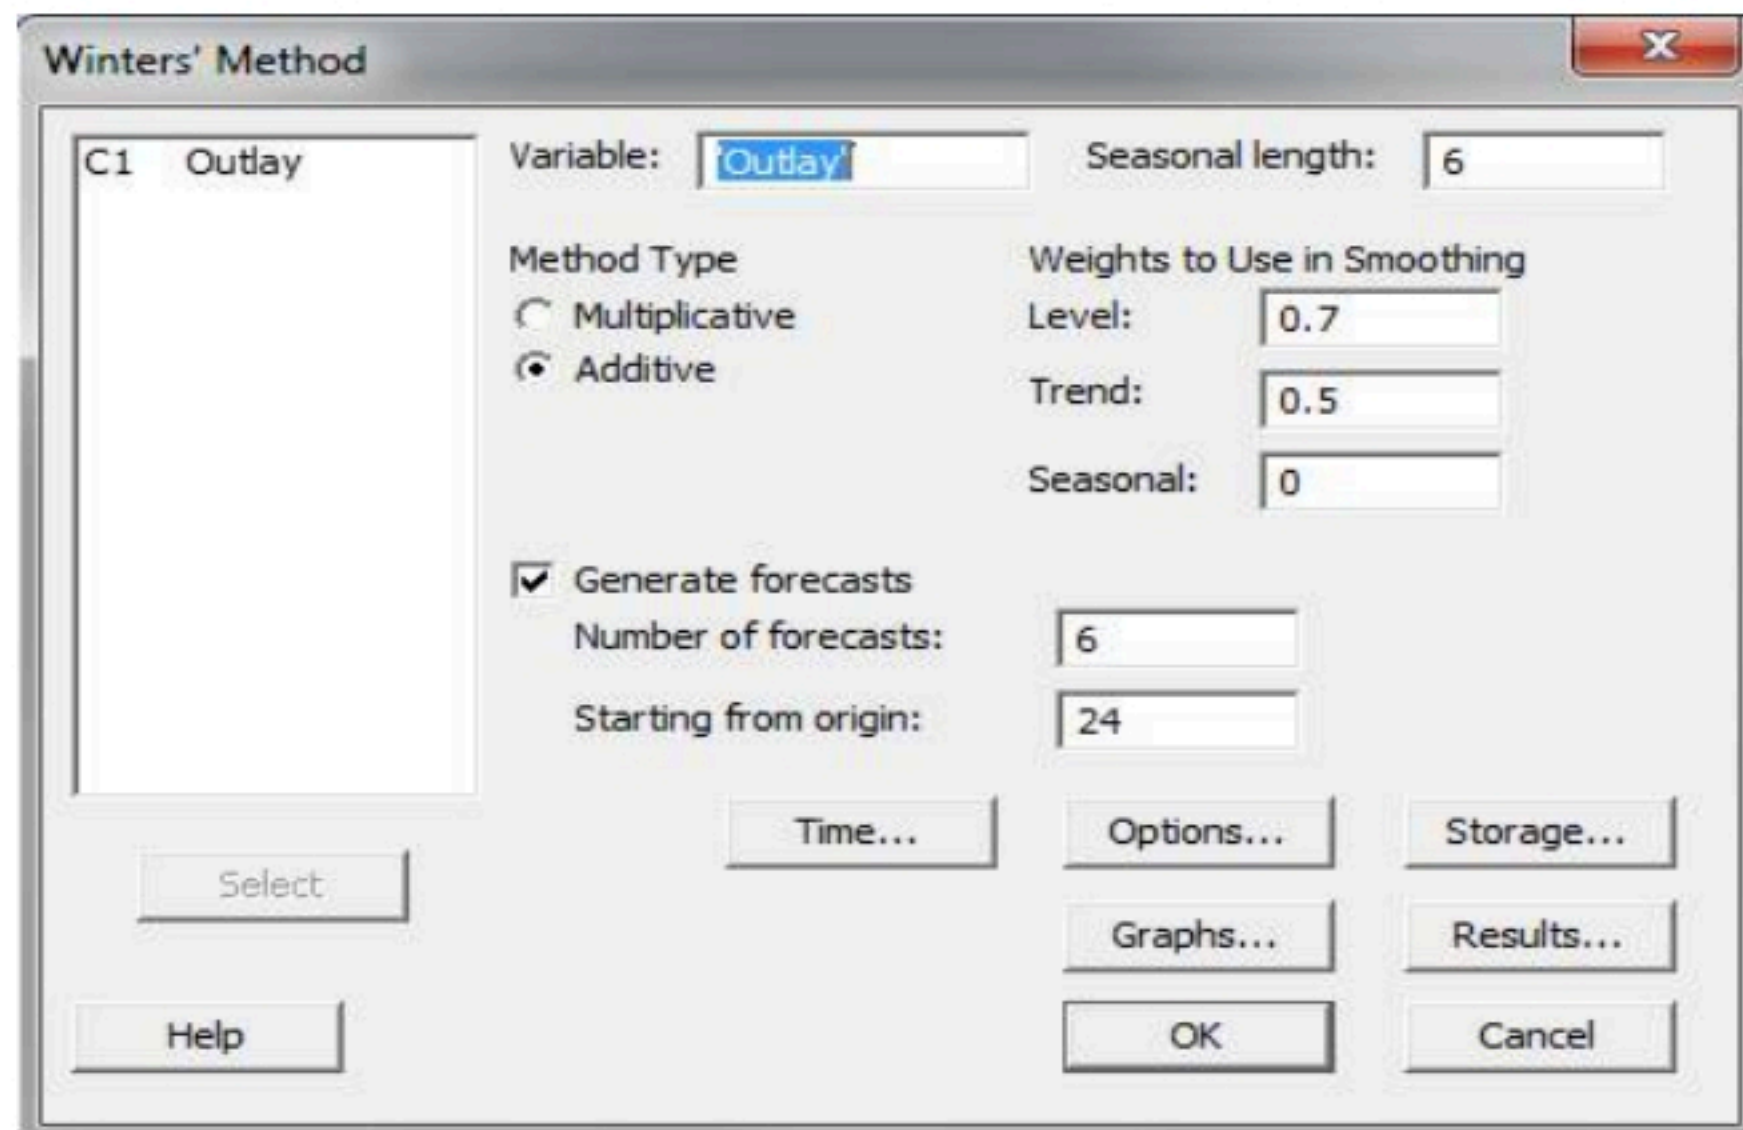 Winters' Method
C1 Outlay
Variable: 'Outlay' Seasonal length: 6
Method Type Weights to Use in Smoothing
Multiplicative Level: 0.7
Additive Trend: 0.5
Seasonal: 0
Generate forecasts
Number of forecasts: 6
Starting from origin: 24
Time... Options... Storage...
Select
Graphs... Results...
Help OK Cancel